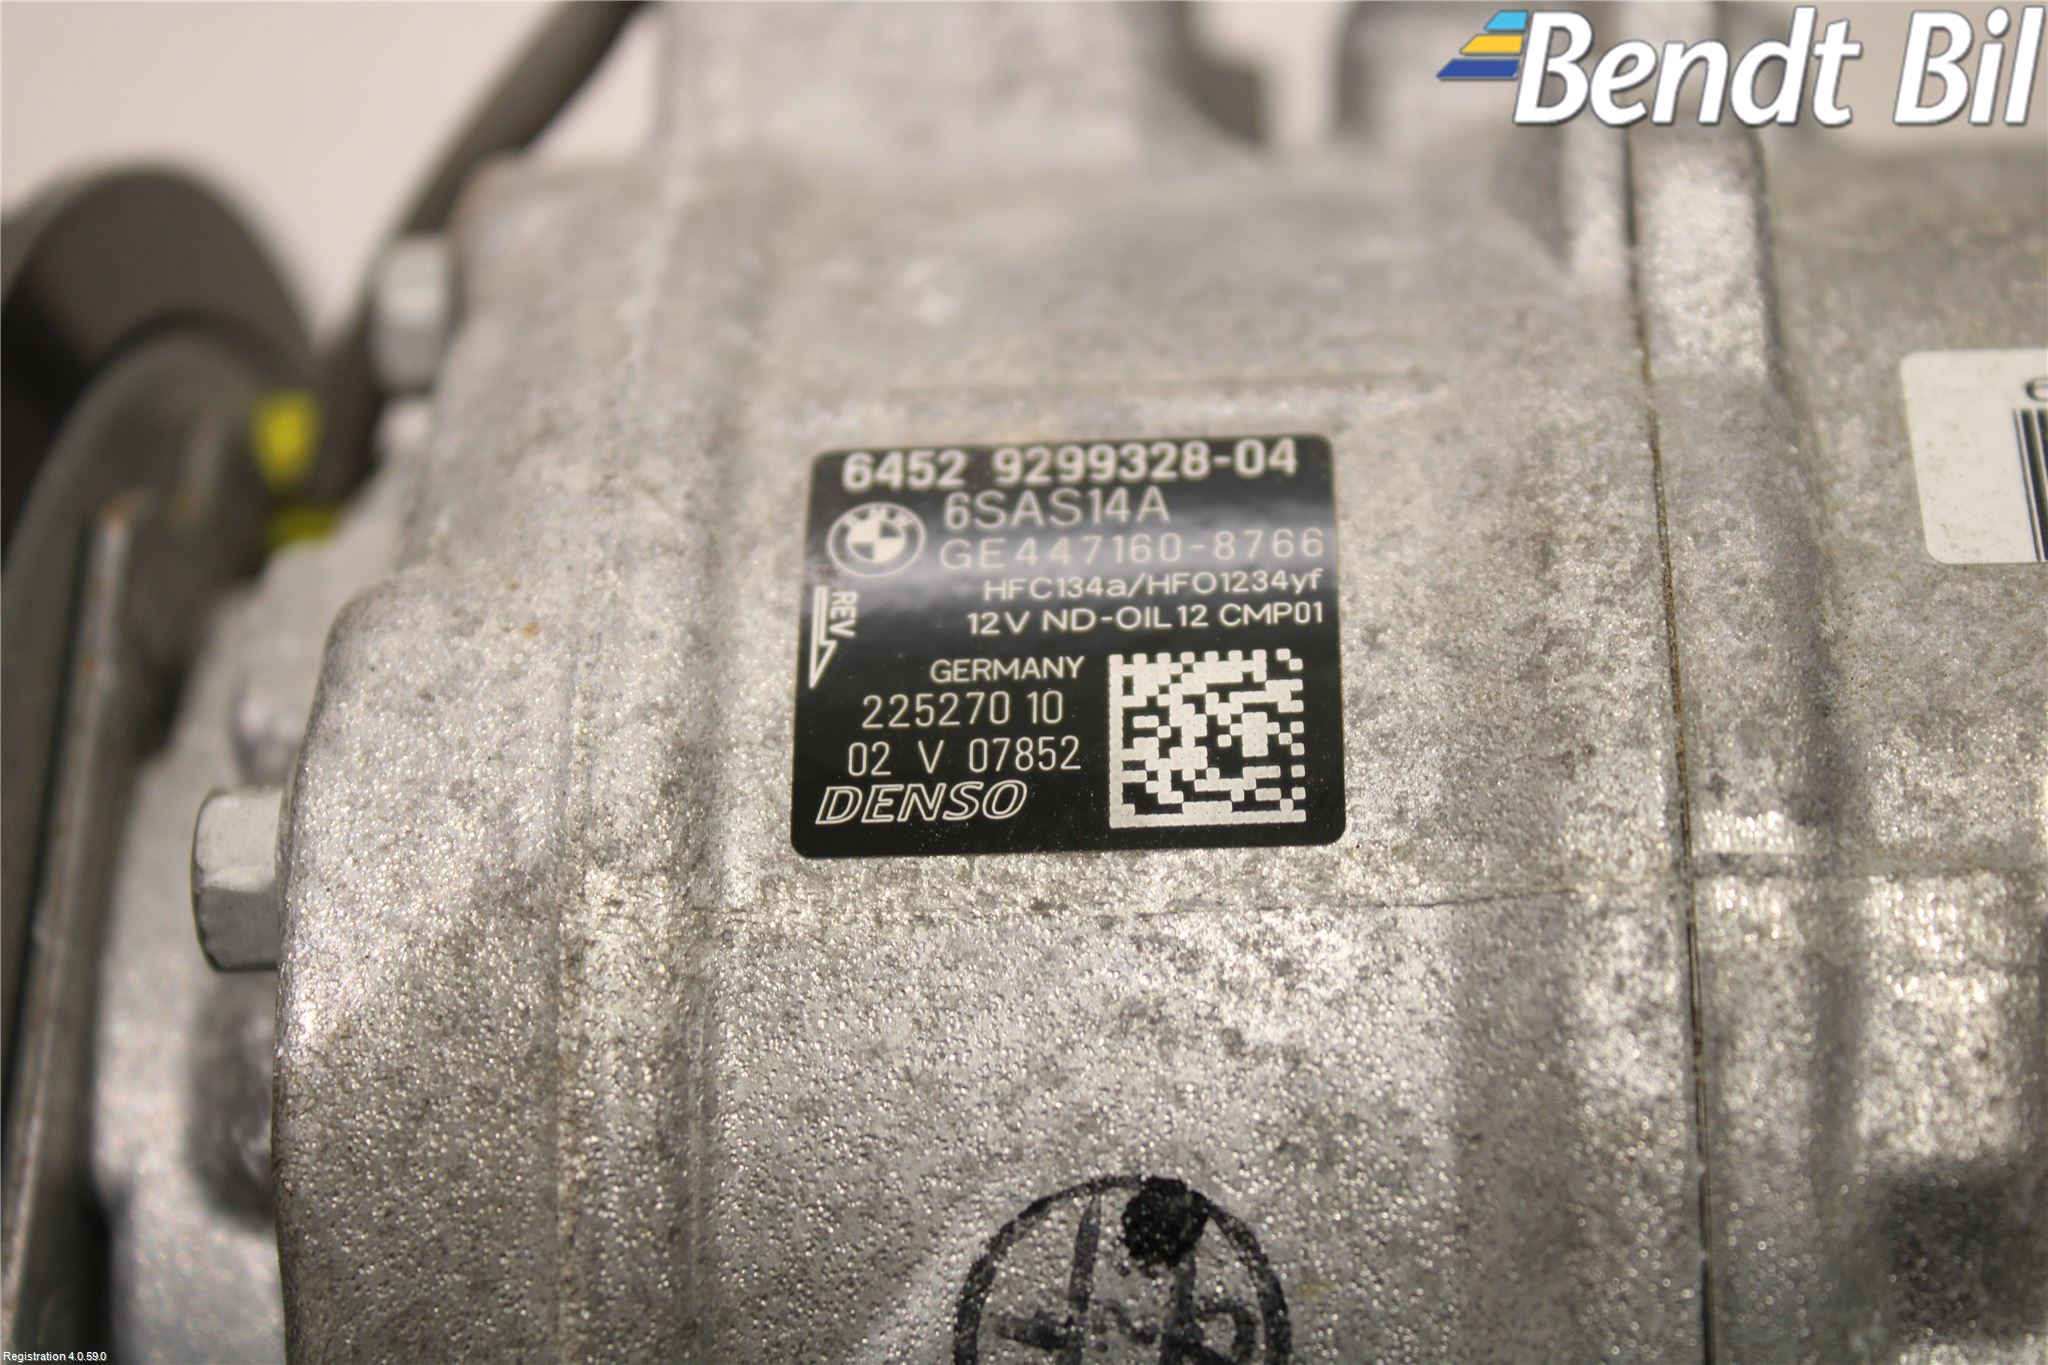 Bendt Bil
6452 9299328-04
6SAS14A
GE447160-8766
HFC134a/HFO1234yf
12V ND-OIL12 CMP01
REV
GERMANY
225270 10
02 V 07852
DENSO
Registration 4.0.59.0